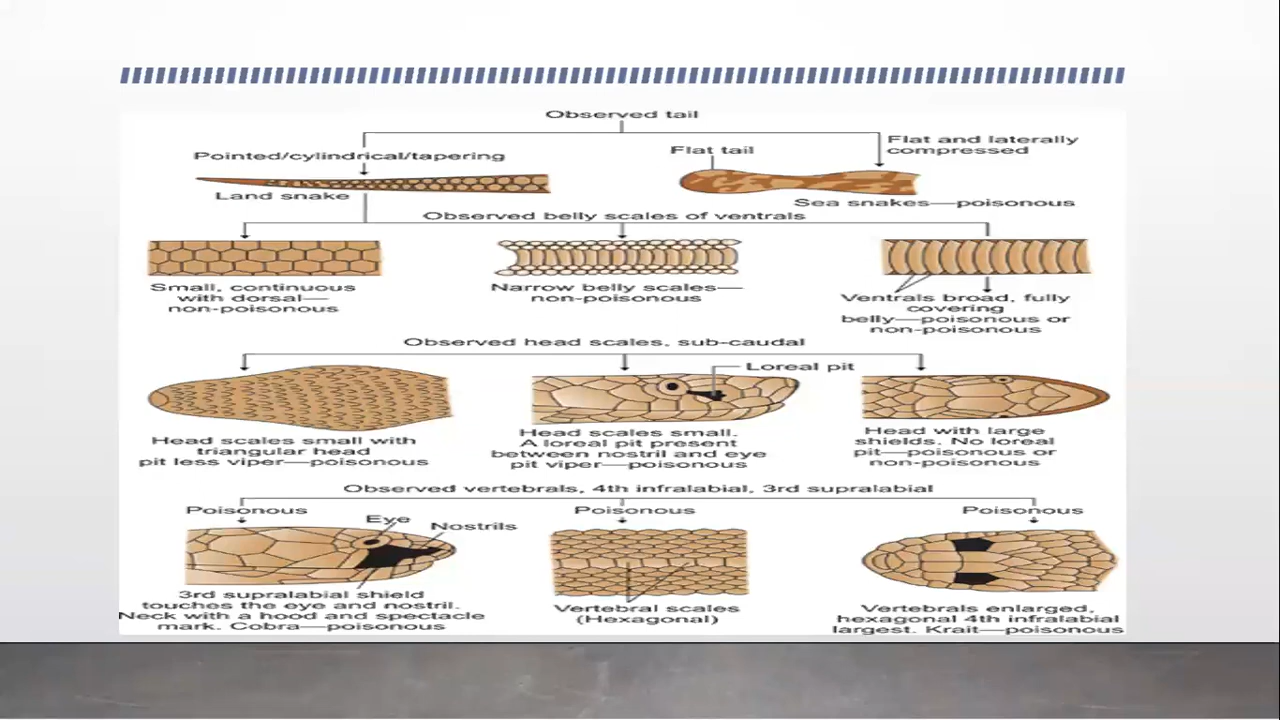 Observed tail
Pointed/cylindrical/tapering
Flat tail
Flat and laterally
compressed
Land snake
Sea snakes—poisonous
Observed belly scales of ventrals
Small, continuous
with dorsal—
non-poisonous
Narrow belly scales—
non-poisonous
Ventrals broad, fully
covering
belly—poisonous or
non-poisonous
Observed head scales, sub-caudal
Loreal pit
Head scales small with
triangular head
pit less viper—poisonous
Head scales small.
A loreal pit present
between nostril and eye
pit viper—poisonous
Head with large
shields. No loreal
pit—poisonous or
non-poisonous
Observed vertebrals, 4th infralabial, 3rd supralabial
Poisonous
Eye
Nostrils
3rd supralabial shield
touches the eye and nostril.
Neck with a hood and spectacle
mark. Cobra—poisonous
Poisonous
Vertebral scales
(Hexagonal)
Poisonous
Vertebrals enlarged,
hexagonal 4th infralabial
largest. Krait—poisonous